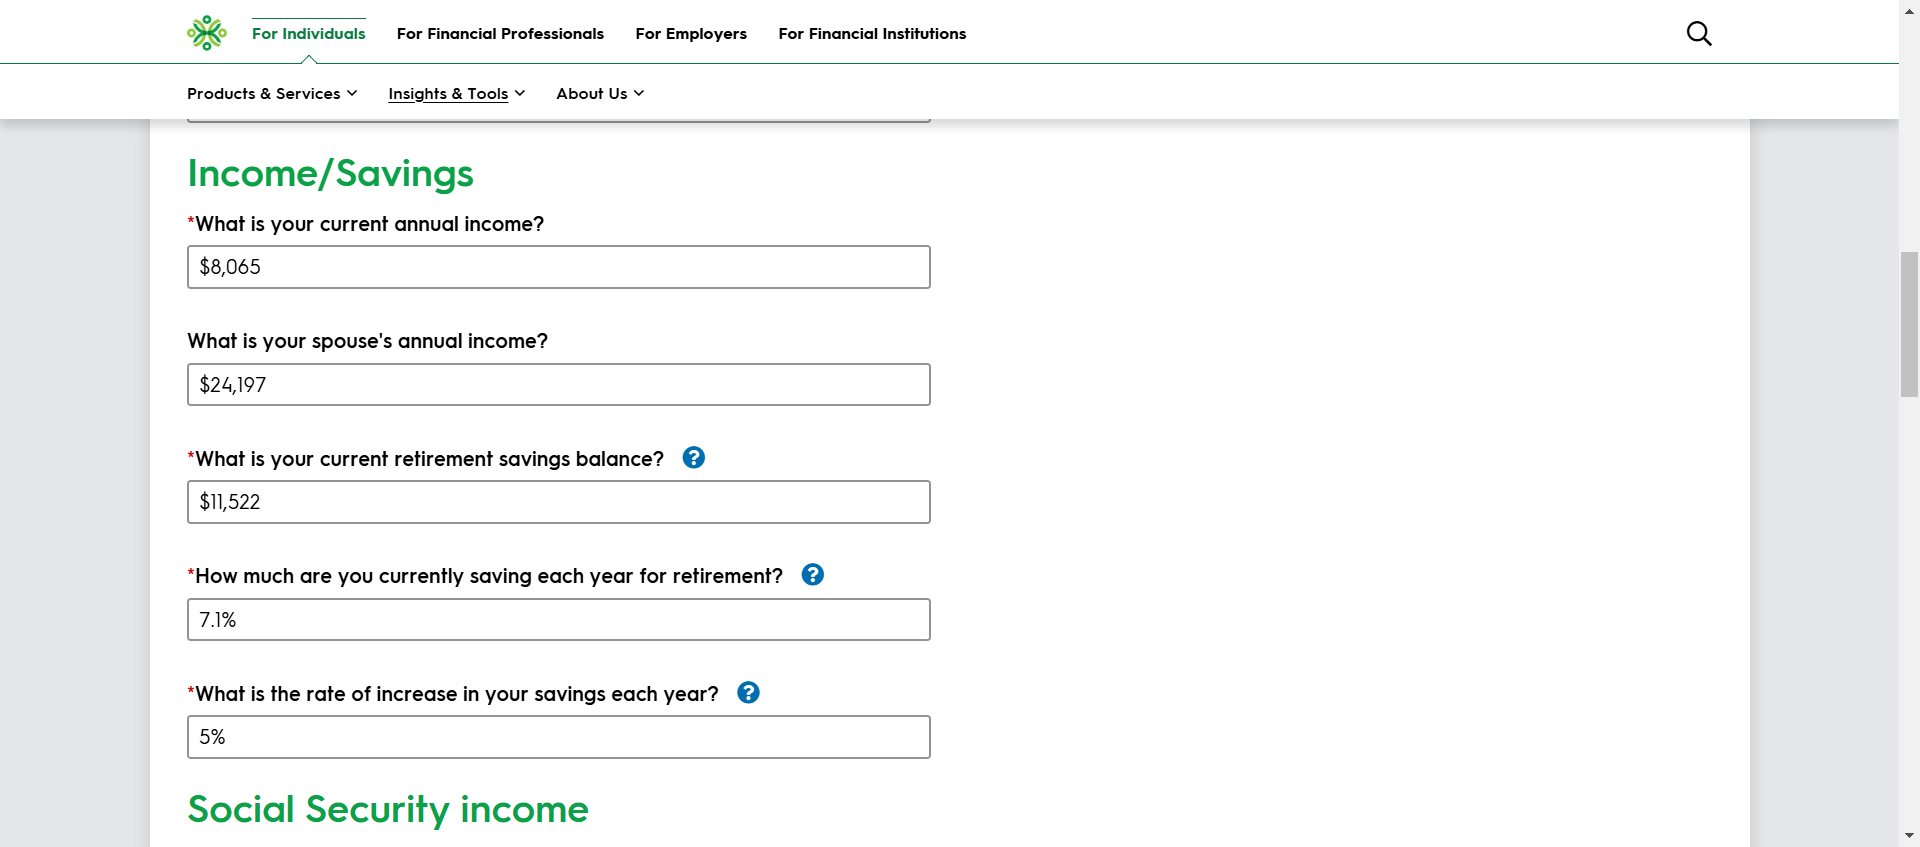 For Individuals For Financial Professionals For Employers For Financial Institutions
Products & Services Insights & Tools About Us
Income/Savings
*What is your current annual income?
$8,065
What is your spouse's annual income?
$24,197
*What is your current retirement savings balance? ?
$11,522
*How much are you currently saving each year for retirement? ?
7.1%
*What is the rate of increase in your savings each year? ?
5%
Social Security income